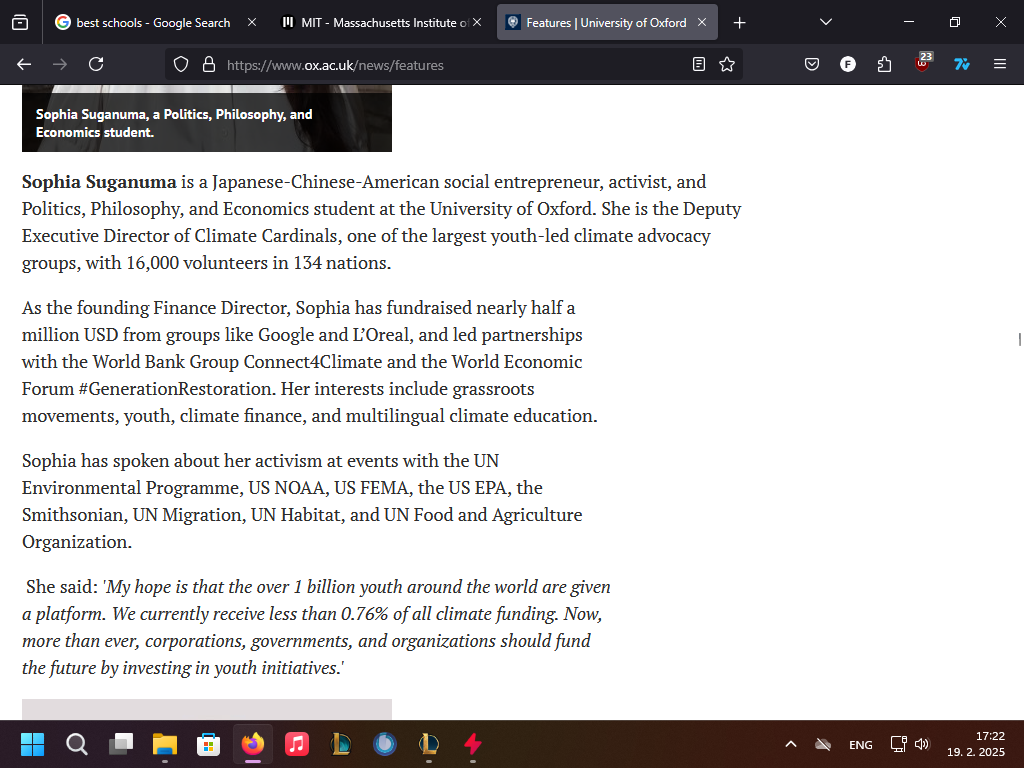 best schools - Google Search
MIT - Massachusetts Institute of
Features | University of Oxford
https://www.ox.ac.uk/news/features
F
23
Sophia Suganuma, a Politics, Philosophy, and
Economics student.
Sophia Suganuma is a Japanese-Chinese-American social entrepreneur, activist, and
Politics, Philosophy, and Economics student at the University of Oxford. She is the Deputy
Executive Director of Climate Cardinals, one of the largest youth-led climate advocacy
groups, with 16,000 volunteers in 134 nations.
As the founding Finance Director, Sophia has fundraised nearly half a
million USD from groups like Google and L’Oreal, and led partnerships
with the World Bank Group Connect4Climate and the World Economic
Forum #GenerationRestoration. Her interests include grassroots
movements, youth, climate finance, and multilingual climate education.
Sophia has spoken about her activism at events with the UN
Environmental Programme, US NOAA, US FEMA, the US EPA, the
Smithsonian, UN Migration, UN Habitat, and UN Food and Agriculture
Organization.
She said: 'My hope is that the over 1 billion youth around the world are given
a platform. We currently receive less than 0.76% of all climate funding. Now,
more than ever, corporations, governments, and organizations should fund
the future by investing in youth initiatives.'
ENG
17:22
19. 2. 2025